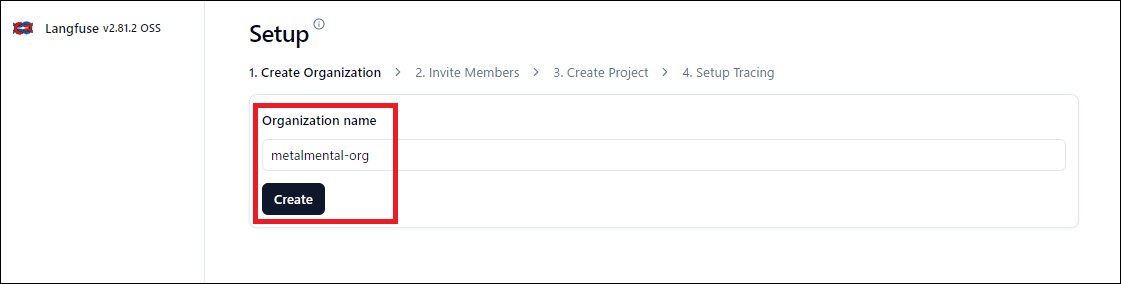 Langfuse v2.81.2 OSS
Setup
1. Create Organization > 2. Invite Members > 3. Create Project > 4. Setup Tracing
Organization name
metalmental-org
Create